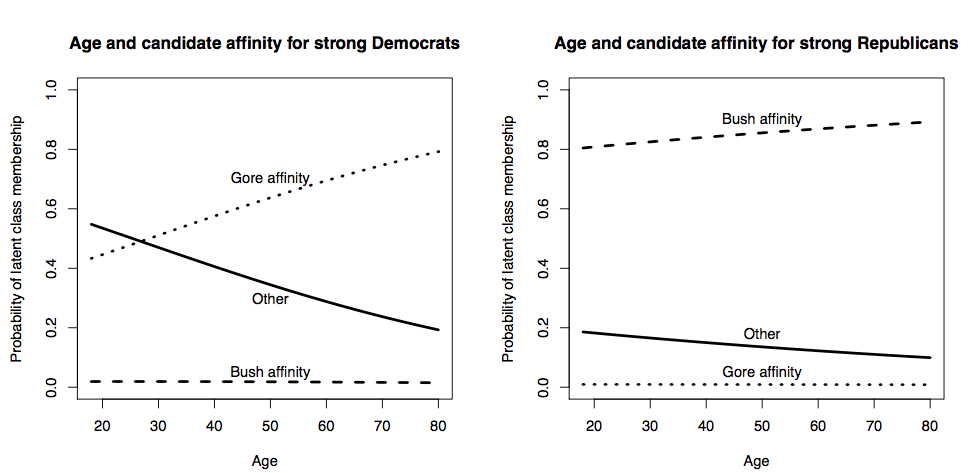 Age and candidate affinity for strong Democrats
Probability of latent class membership
1.0
0.8
0.6
0.4
0.2
0.0
Gore affinity
Other
Bush affinity
20 30 40 50 60 70 80
Age
Age and candidate affinity for strong Republicans
Probability of latent class membership
1.0
0.8
0.6
0.4
0.2
0.0
Bush affinity
Other
Gore affinity
20 30 40 50 60 70 80
Age